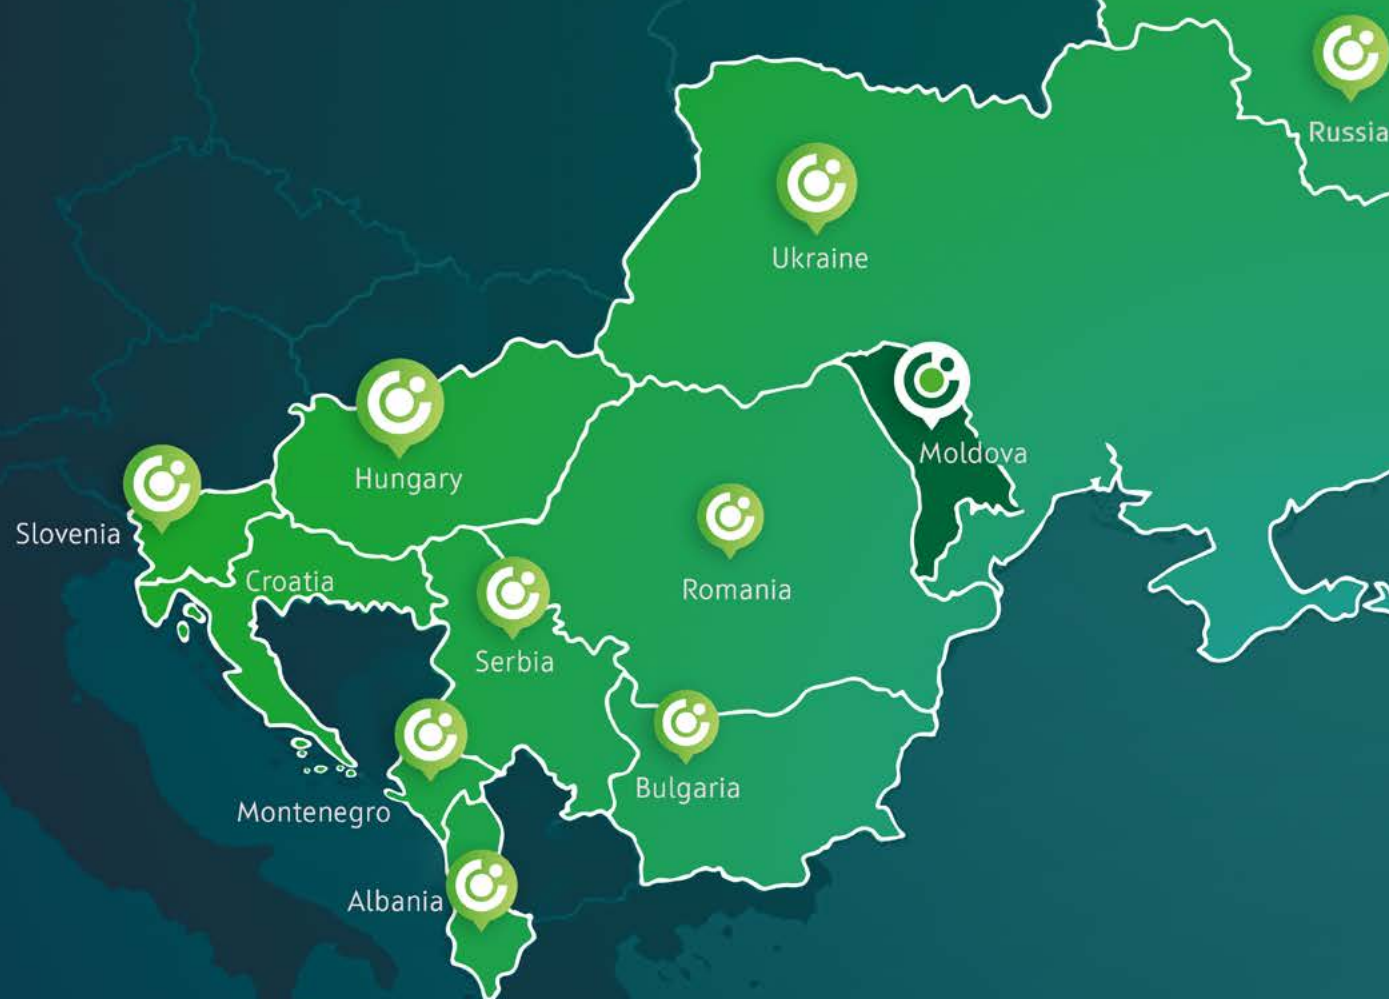 Russia
Ukraine
Moldova
Hungary
Slovenia
Croatia
Romania
Serbia
Bulgaria
Montenegro
Albania